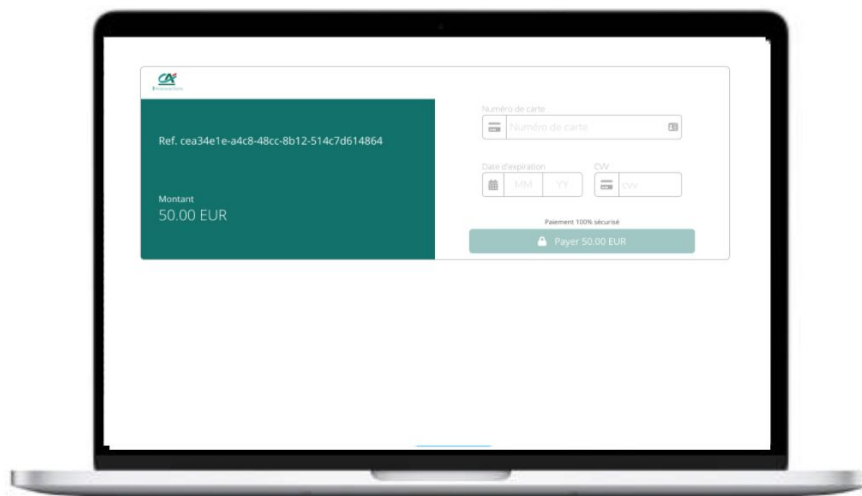 CA
Ref. cea34e1e-a4c8-48cc-8b12-514c7d614864
Montant
50.00 EUR
Numéro de carte
Numéro de carte
Date d'expiration CVV
MM YY CVV
Paiement 100% sécurisé
Payer 50.00 EUR